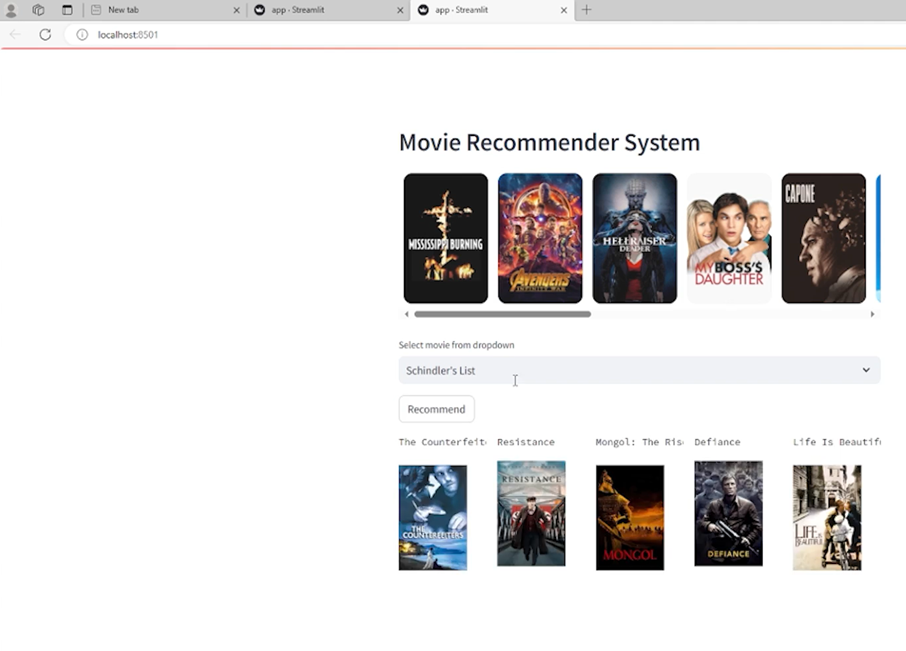 New tab
app · Streamlit
app · Streamlit
localhost:8501
Movie Recommender System
MISSISSIPPI BURNING
AVENGERS
HELLRAISER
DEADER
MY BOSS'S
DAUGHTER
CAPONE
Select movie from dropdown
Schindler's List
Recommend
The Counterfeit
Resistance
Mongol: The Ris
Defiance
Life Is Beautif
THE
COUNTERFEITERS
RESISTANCE
MONGOL
DEFIANCE
LIFE IS
BEAUTIFUL